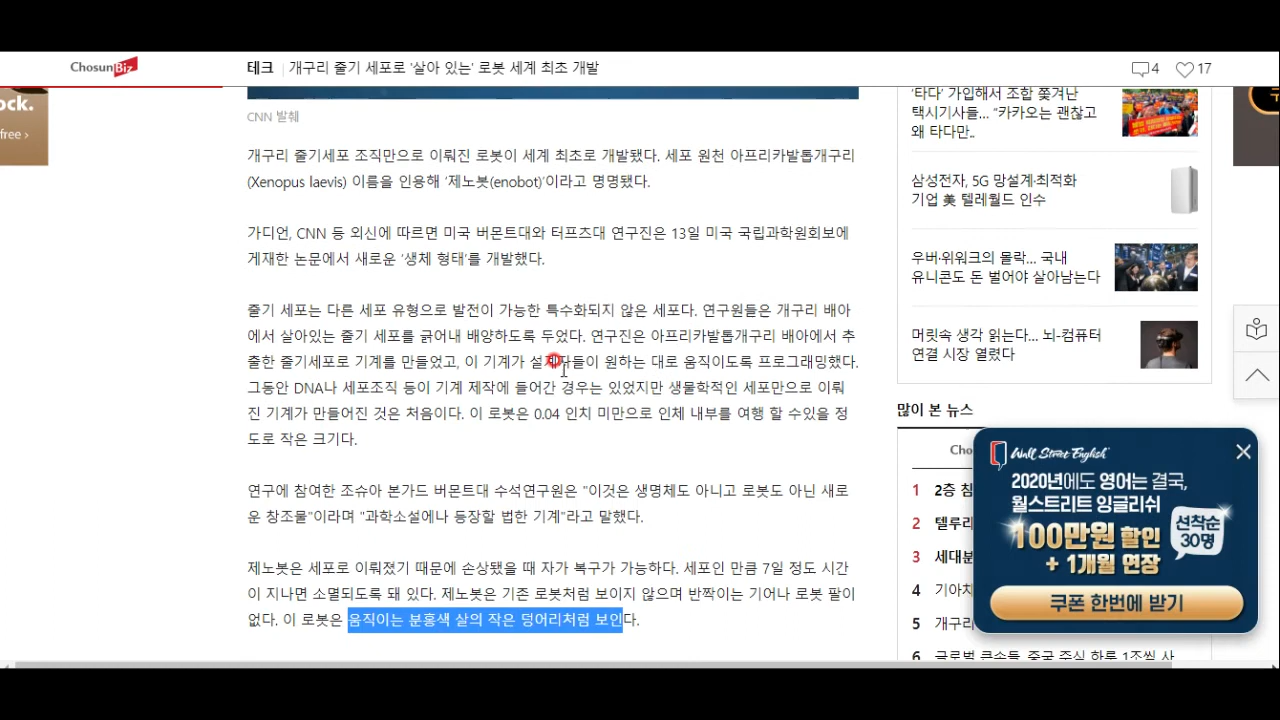 ChosunBiz
테크 개구리 줄기 세포로 '살아 있는' 로봇 세계 최초 개발
4
17
ock.
free ›
CNN 발췌
개구리 줄기세포 조직만으로 이뤄진 로봇이 세계 최초로 개발됐다. 세포 원천 아프리카발톱개구리
(Xenopus laevis) 이름을 인용해 '제노봇(enobot)'이라고 명명됐다.
가디언, CNN 등 외신에 따르면 미국 버몬트대와 터프츠대 연구진은 13일 미국 국립과학원회보에
게재한 논문에서 새로운 '생체 형태'를 개발했다.
줄기 세포는 다른 세포 유형으로 발전이 가능한 특수화되지 않은 세포다. 연구원들은 개구리 배아
에서 살아있는 줄기 세포를 긁어내 배양하도록 두었다. 연구진은 아프리카발톱개구리 배아에서 추
출한 줄기세포로 기계를 만들었고, 이 기계가 설계자들이 원하는 대로 움직이도록 프로그래밍했다.
그동안 DNA나 세포조직 등이 기계 제작에 들어간 경우는 있었지만 생물학적인 세포만으로 이뤄
진 기계가 만들어진 것은 처음이다. 이 로봇은 0.04 인치 미만으로 인체 내부를 여행 할 수있을 정
도로 작은 크기다.
연구에 참여한 조슈아 본가드 버몬트대 수석연구원은 "이것은 생명체도 아니고 로봇도 아닌 새로
운 창조물"이라며 "과학소설에나 등장할 법한 기계"라고 말했다.
제노봇은 세포로 이뤄졌기 때문에 손상됐을 때 자가 복구가 가능하다. 세포인 만큼 7일 정도 시간
이 지나면 소멸되도록 돼 있다. 제노봇은 기존 로봇처럼 보이지 않으며 반짝이는 기어나 로봇 팔이
없다. 이 로봇은 움직이는 분홍색 살의 작은 덩어리처럼 보인다.
'타다' 가입해서 조합 쫓겨난
택시기사들... "카카오는 괜찮고
왜 타다만..
삼성전자, 5G 망설계·최적화
기업 美 텔레월드 인수
우버·위워크의 몰락... 국내
유니콘도 돈 벌어야 살아남는다
머릿속 생각 읽는다... 뇌-컴퓨터
연결 시장 열렸다
많이 본 뉴스
Cho
1 2층 침
2 텔루리
3 세대분
4 기아차
5 개구리
6 글로벌 큰손들, 중국 주식 하루 1조씩 사
Wall Street English
2020년에도 영어는 결국,
월스트리트 잉글리쉬
100만원 할인
+ 1개월 연장
선착순
30명
쿠폰 한번에 받기